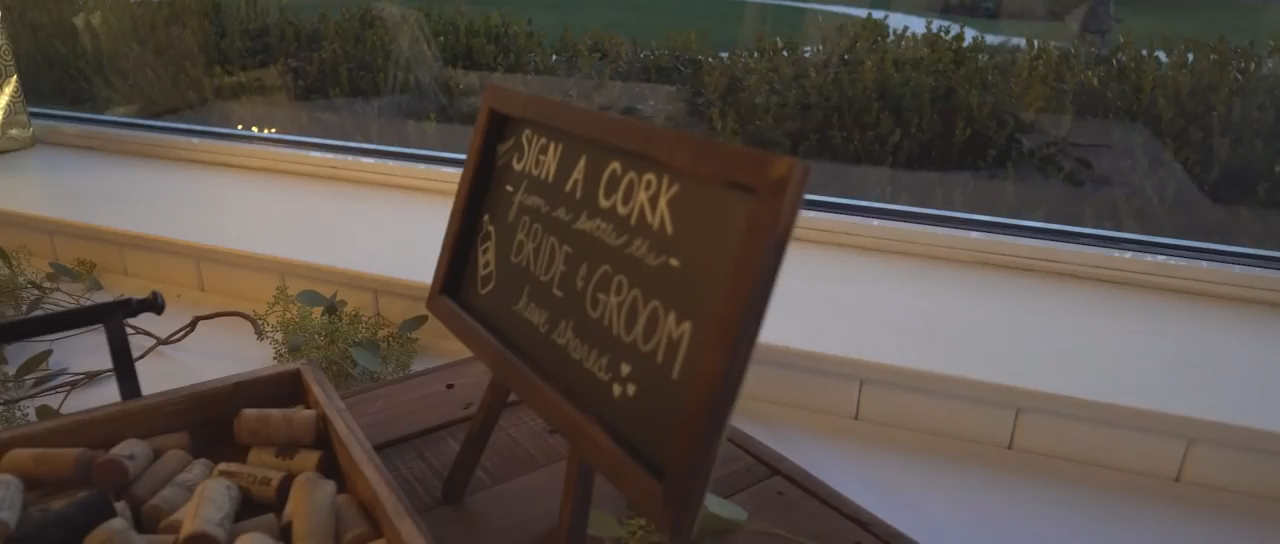 SIGN A CORK
- from a bottle the -
BRIDE & GROOM
have shared